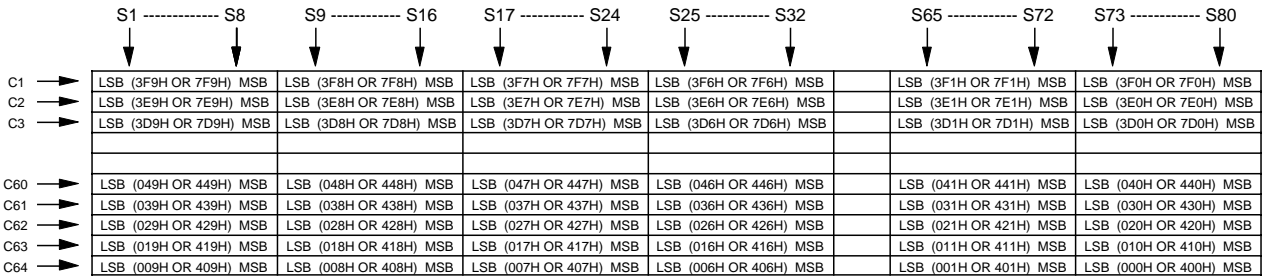 S1 ------------- S8 S9 ------------ S16 S17 ------------ S24 S25 ------------ S32 S65 ------------ S72 S73 ------------ S80
C1 LSB (3F9H OR 7F9H) MSB LSB (3F8H OR 7F8H) MSB LSB (3F7H OR 7F7H) MSB LSB (3F6H OR 7F6H) MSB LSB (3F1H OR 7F1H) MSB LSB (3F0H OR 7F0H) MSB
C2 LSB (3E9H OR 7E9H) MSB LSB (3E8H OR 7E8H) MSB LSB (3E7H OR 7E7H) MSB LSB (3E6H OR 7E6H) MSB LSB (3E1H OR 7E1H) MSB LSB (3E0H OR 7E0H) MSB
C3 LSB (3D9H OR 7D9H) MSB LSB (3D8H OR 7D8H) MSB LSB (3D7H OR 7D7H) MSB LSB (3D6H OR 7D6H) MSB LSB (3D1H OR 7D1H) MSB LSB (3D0H OR 7D0H) MSB
C60 LSB (049H OR 449H) MSB LSB (048H OR 448H) MSB LSB (047H OR 447H) MSB LSB (046H OR 446H) MSB LSB (041H OR 441H) MSB LSB (040H OR 440H) MSB
C61 LSB (039H OR 439H) MSB LSB (038H OR 438H) MSB LSB (037H OR 437H) MSB LSB (036H OR 436H) MSB LSB (031H OR 431H) MSB LSB (030H OR 430H) MSB
C62 LSB (029H OR 429H) MSB LSB (028H OR 428H) MSB LSB (027H OR 427H) MSB LSB (026H OR 426H) MSB LSB (021H OR 421H) MSB LSB (020H OR 420H) MSB
C63 LSB (019H OR 419H) MSB LSB (018H OR 418H) MSB LSB (017H OR 417H) MSB LSB (016H OR 416H) MSB LSB (011H OR 411H) MSB LSB (010H OR 410H) MSB
C64 LSB (009H OR 409H) MSB LSB (008H OR 408H) MSB LSB (007H OR 407H) MSB LSB (006H OR 406H) MSB LSB (001H OR 401H) MSB LSB (000H OR 400H) MSB